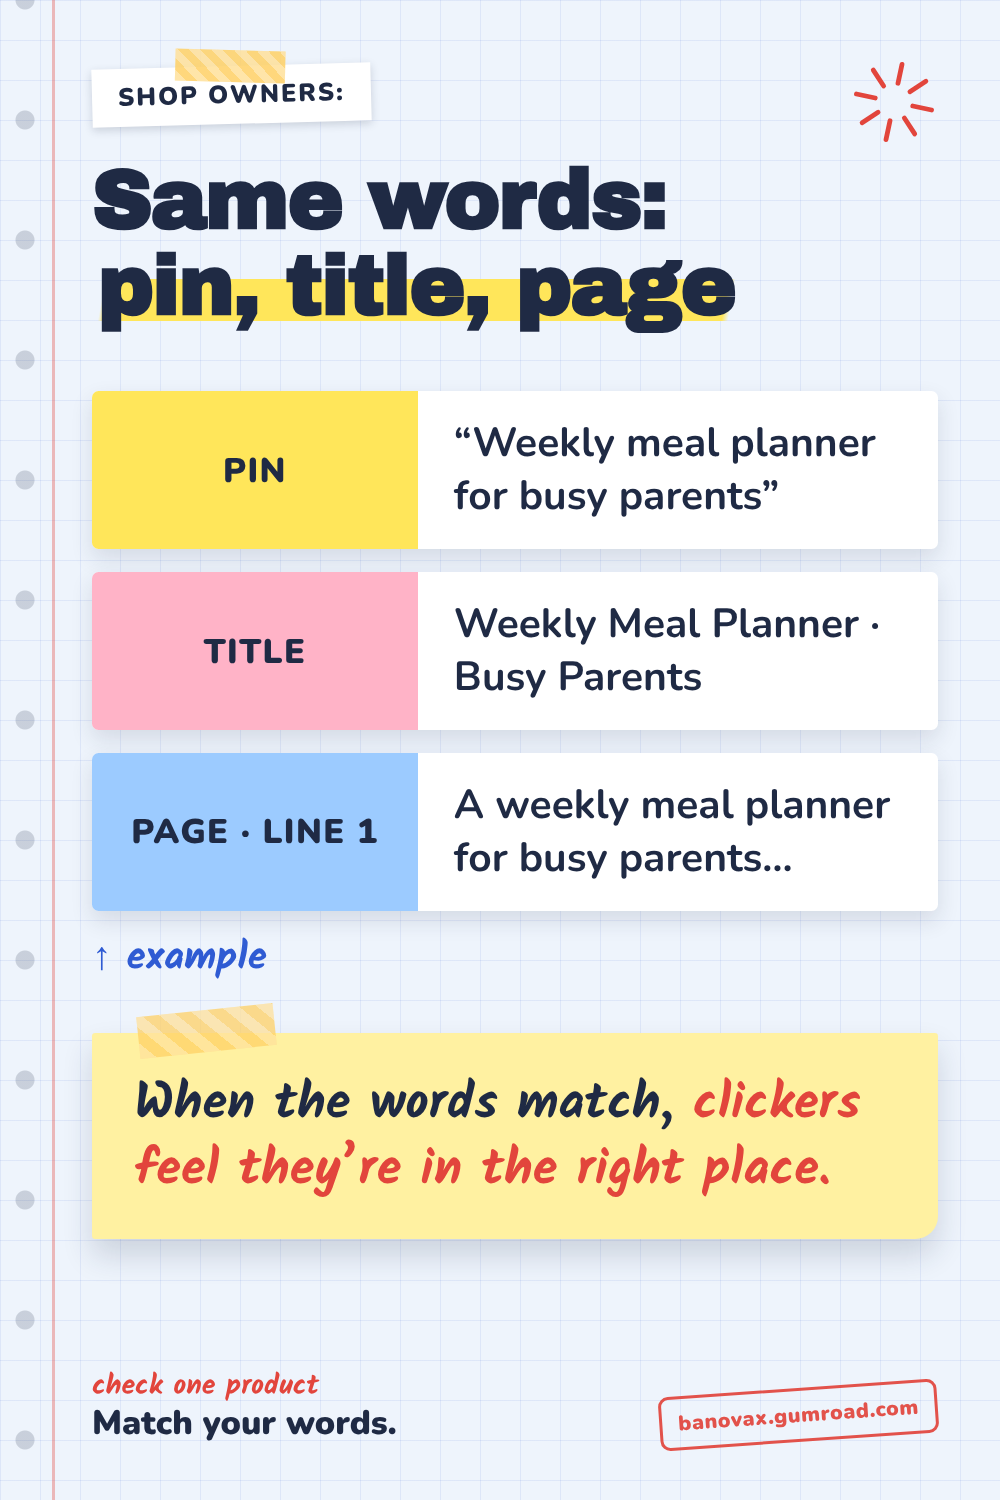 SHOP OWNERS:
Same words:
pin, title, page
PIN
“Weekly meal planner
for busy parents”
TITLE
Weekly Meal Planner ·
Busy Parents
PAGE · LINE 1
A weekly meal planner
for busy parents...
↑ example
When the words match, clickers
feel they’re in the right place.
check one product
Match your words.
banovax.gumroad.com